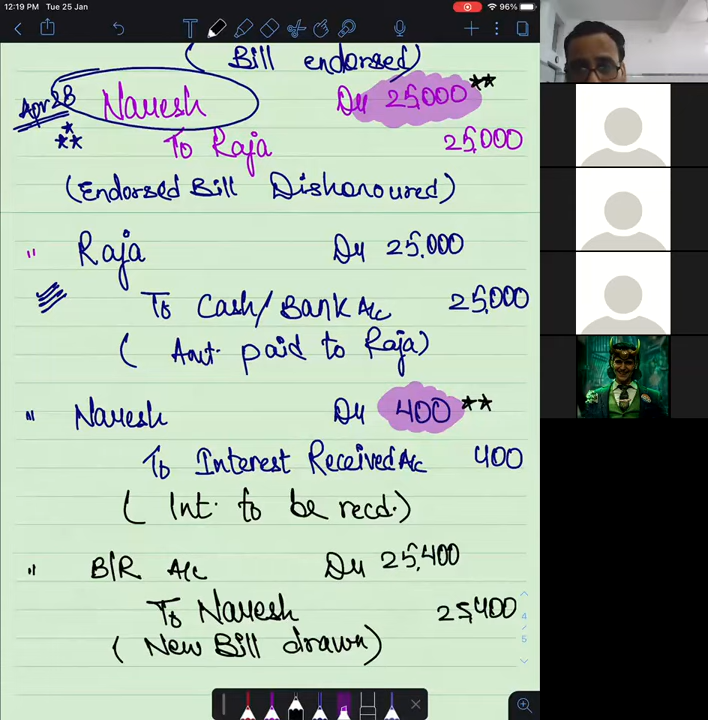 12:19 PM Tue 25 Jan
96%
( Bill endorsed)
Apr 28 Naresh Dr 25,000 **
To Raja 25,000
(Endorsed Bill Dishonoured)
" Raja Dr 25,000
To Cash/Bank A/c 25,000
( Amt. paid to Raja)
" Naresh Dr 400 **
To Interest Received A/c 400
( Int. to be recd.)
" B/R A/c Dr 25,400
To Naresh 25,400
( New Bill drawn)
4
5